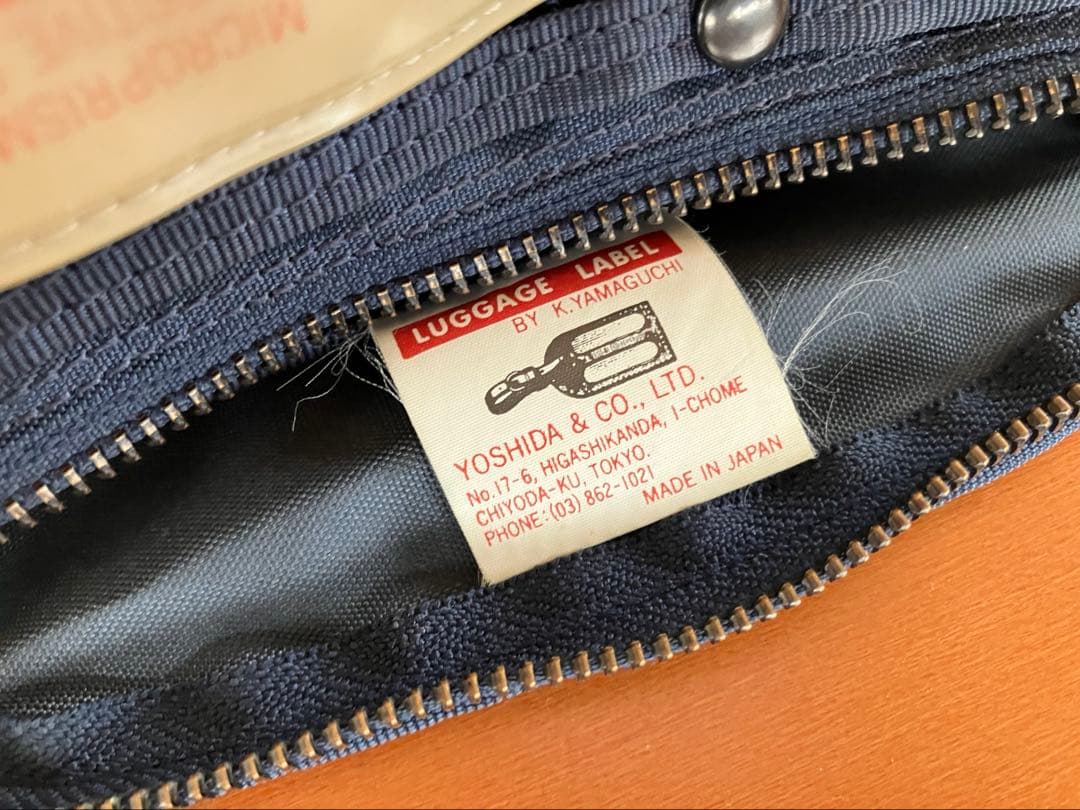 MICROPRISM
LUGGAGE LABEL
BY K.YAMAGUCHI
YOSHIDA & CO., LTD.
No.17-6, HIGASHIKANDA, 1-CHOME
CHIYODA-KU, TOKYO.
PHONE:(03) 862-1021
MADE IN JAPAN